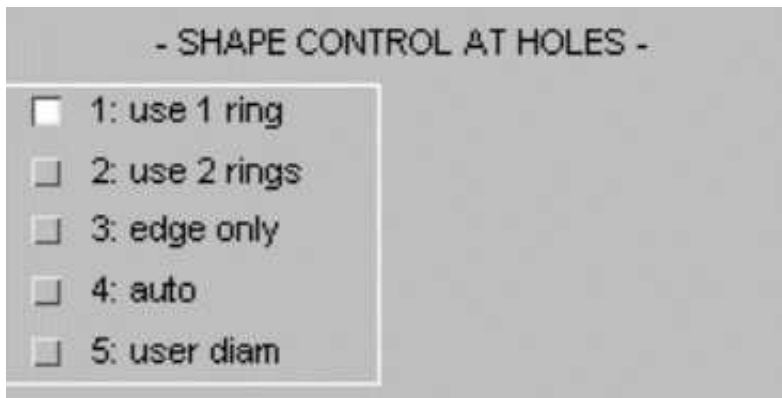 - SHAPE CONTROL AT HOLES -
1: use 1 ring
2: use 2 rings
3: edge only
4: auto
5: user diam